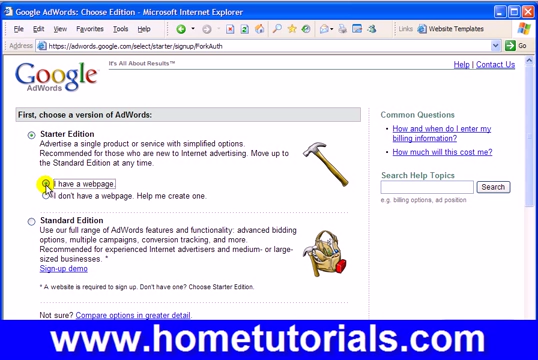 Google AdWords: Choose Edition - Microsoft Internet Explorer
File Edit View Favorites Tools Help
Back
Links Website Templates
Address https://adwords.google.com/select/starter/signup/ForkAuth Go
Google
AdWords
It's All About Results™
Help | Contact Us
First, choose a version of AdWords:
Starter Edition
Advertise a single product or service with simplified options.
Recommended for those who are new to Internet advertising. Move up to
the Standard Edition at any time.
I have a webpage.
I don't have a webpage. Help me create one.
Standard Edition
Use our full range of AdWords features and functionality: advanced bidding
options, multiple campaigns, conversion tracking, and more.
Recommended for experienced Internet advertisers and medium- or large-
sized businesses.
Sign-up demo
* A website is required to sign up. Don't have one? Choose Starter Edition.
Not sure? Compare options in greater detail.
Common Questions
How and when do I enter my
billing information?
How much will this cost me?
Search Help Topics
Search
e.g. billing options, ad position
www.hometutorials.com